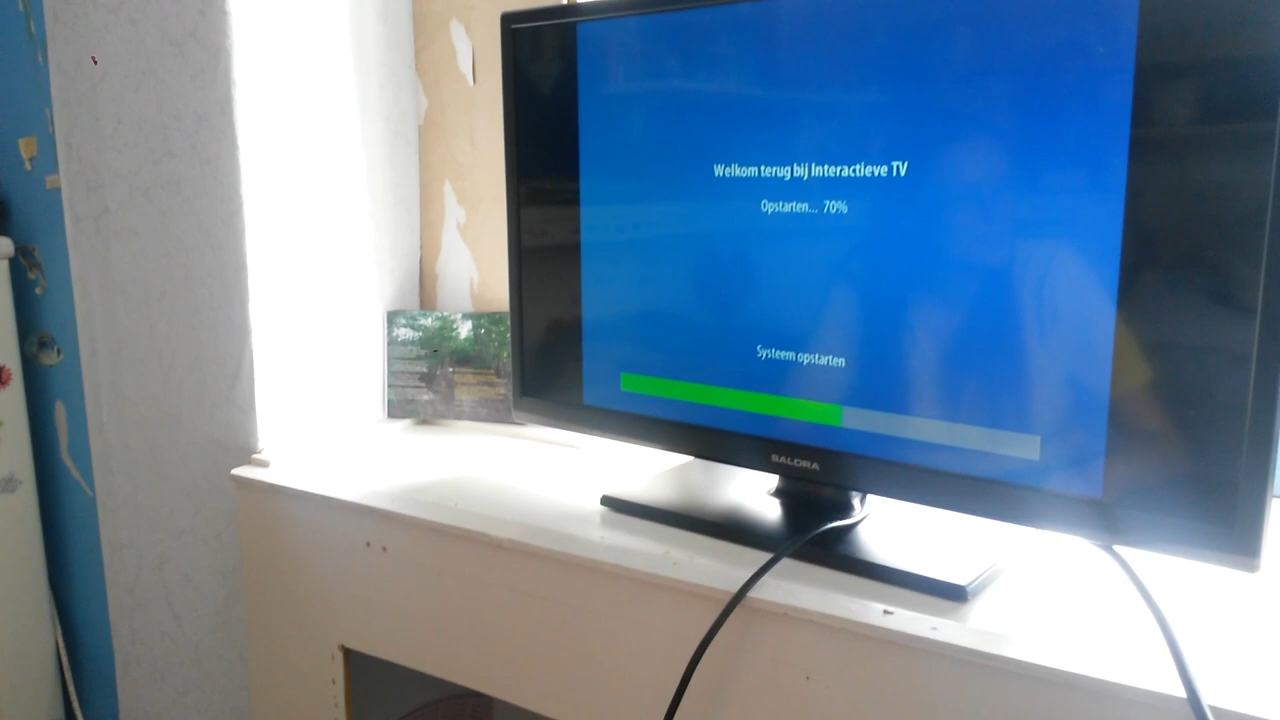 Welkom terug bij Interactieve TV
Opstarten... 70%
Systeem opstarten
SALORA